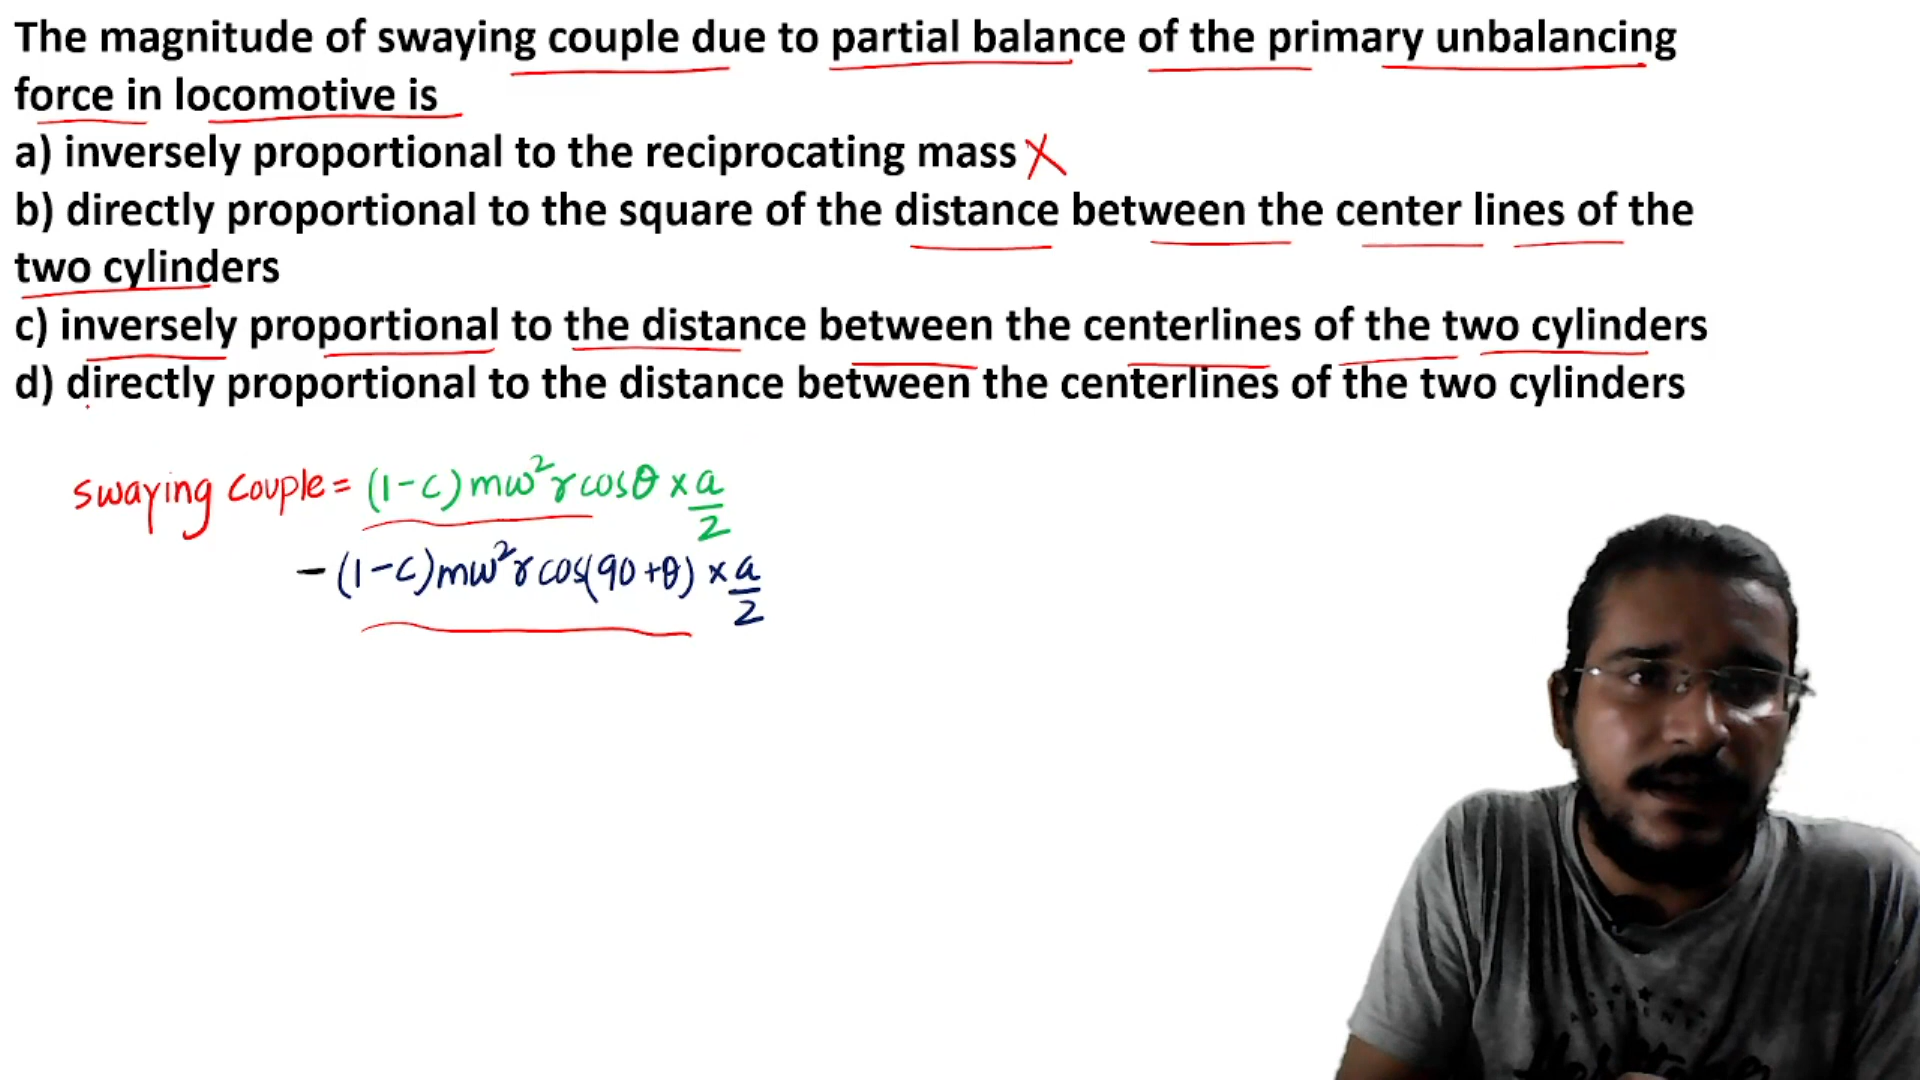 The magnitude of swaying couple due to partial balance of the primary unbalancing
force in locomotive is
a) inversely proportional to the reciprocating mass X
b) directly proportional to the square of the distance between the center lines of the
two cylinders
c) inversely proportional to the distance between the centerlines of the two cylinders
d) directly proportional to the distance between the centerlines of the two cylinders
swaying couple = (1-c)mω²r cosθ × a/2
- (1-c)mω²r cos(90+θ) × a/2